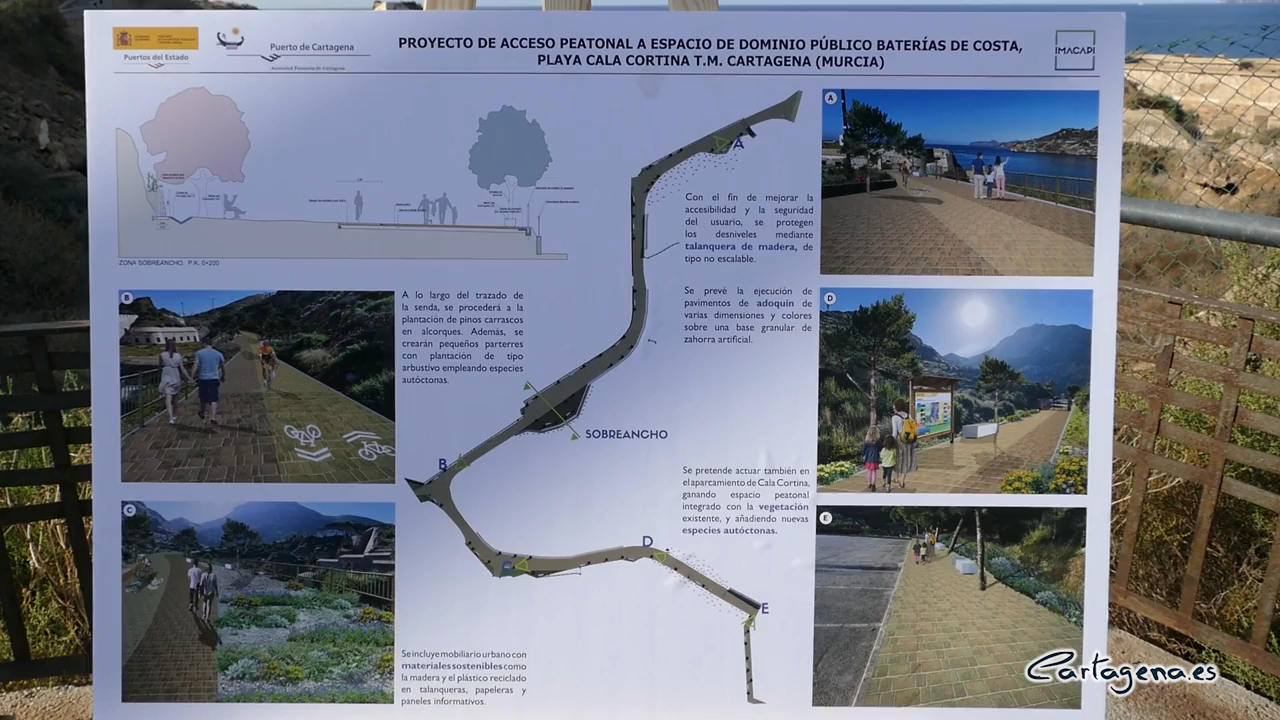 Puertos del Estado
Puerto de Cartagena
Autoridad Portuaria de Cartagena
PROYECTO DE ACCESO PEATONAL A ESPACIO DE DOMINIO PÚBLICO BATERÍAS DE COSTA,
PLAYA CALA CORTINA T.M. CARTAGENA (MURCIA)
IMACAPI
ZONA SOBREANCHO. P.K. 0+200
A
A
Con el fin de mejorar la
accesibilidad y la seguridad
del usuario, se protegen
los desniveles mediante
talanquera de madera, de
tipo no escalable.
B
A lo largo del trazado de
la senda, se procederá a la
plantación de pinos carrascos
en alcorques. Además, se
crearán pequeños parterres
con plantación de tipo
arbustivo empleando especies
autóctonas.
Se prevé la ejecución de
pavimentos de adoquín de
varias dimensiones y colores
sobre una base granular de
zahorra artificial.
D
SOBREANCHO
B
Se pretende actuar también en
el aparcamiento de Cala Cortina,
ganando espacio peatonal
integrado con la vegetación
existente, y añadiendo nuevas
especies autóctonas.
C
D
E
E
Se incluye mobiliario urbano con
materiales sostenibles como
la madera y el plástico reciclado
en talanqueras, papeleras y
paneles informativos.
Cartagena.es